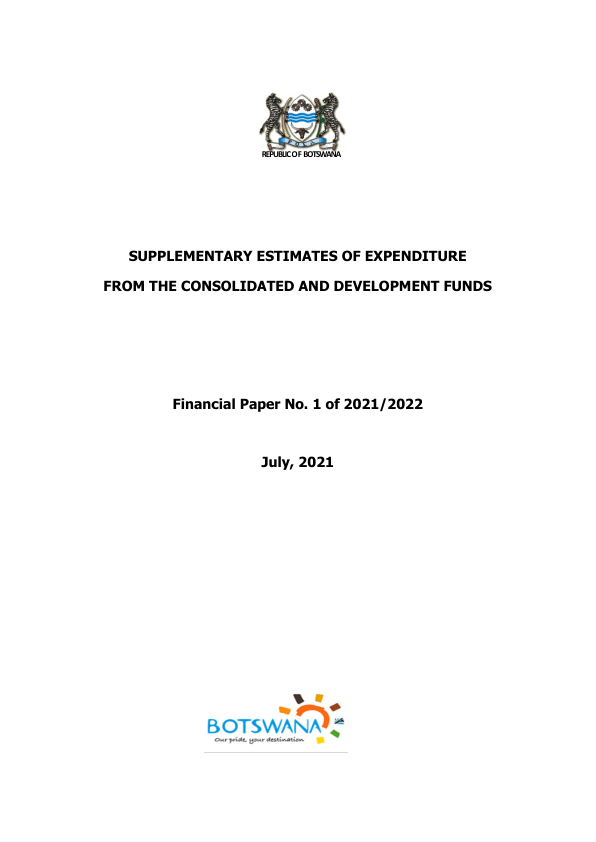 REPUBLIC OF BOTSWANA
SUPPLEMENTARY ESTIMATES OF EXPENDITURE
FROM THE CONSOLIDATED AND DEVELOPMENT FUNDS
Financial Paper No. 1 of 2021/2022
July, 2021
BOTSWANA
Our pride, your destination